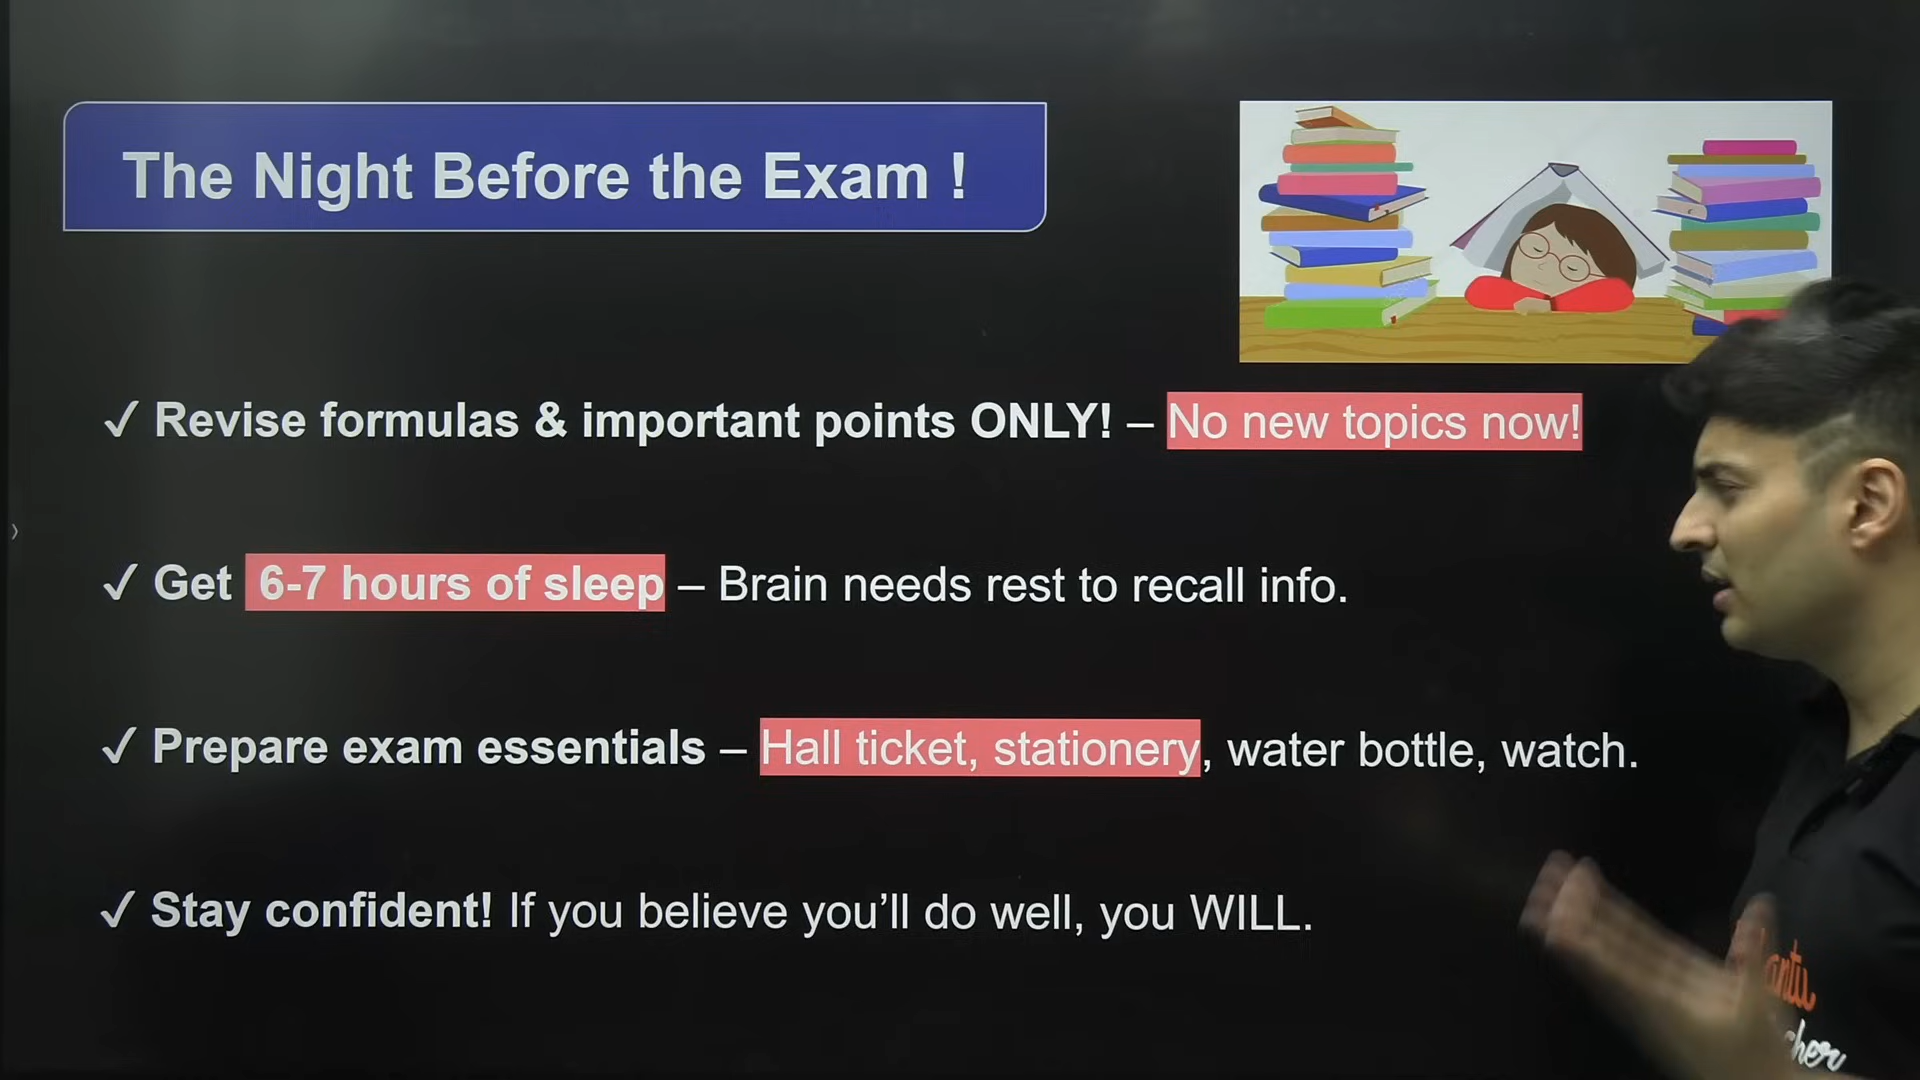 The Night Before the Exam !
✓ Revise formulas & important points ONLY! – No new topics now!
✓ Get 6-7 hours of sleep – Brain needs rest to recall info.
✓ Prepare exam essentials – Hall ticket, stationery, water bottle, watch.
✓ Stay confident! If you believe you’ll do well, you WILL.